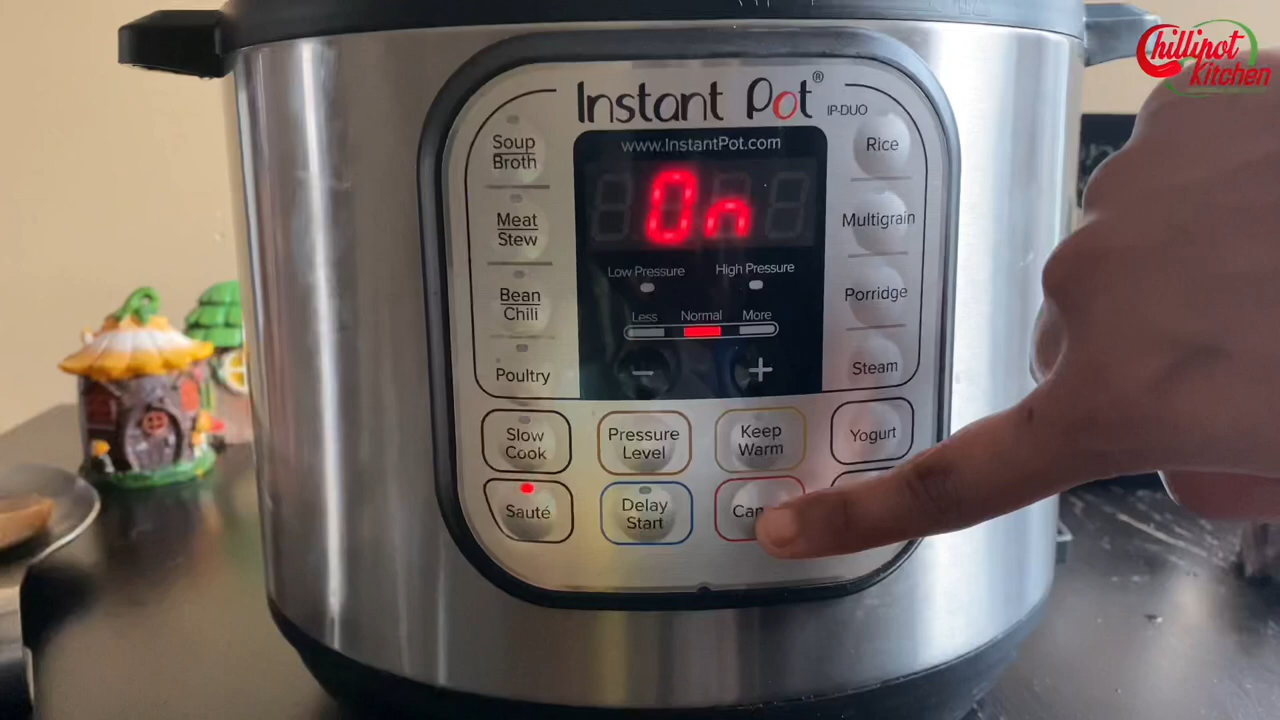 Chillipot
Kitchen
Instant Pot®
IP-DUO
www.InstantPot.com
On
Low Pressure
High Pressure
Less
Normal
More
−
+
Soup
Broth
Meat
Stew
Bean
Chili
Poultry
Rice
Multigrain
Porridge
Steam
Slow
Cook
Pressure
Level
Keep
Warm
Yogurt
Sauté
Delay
Start